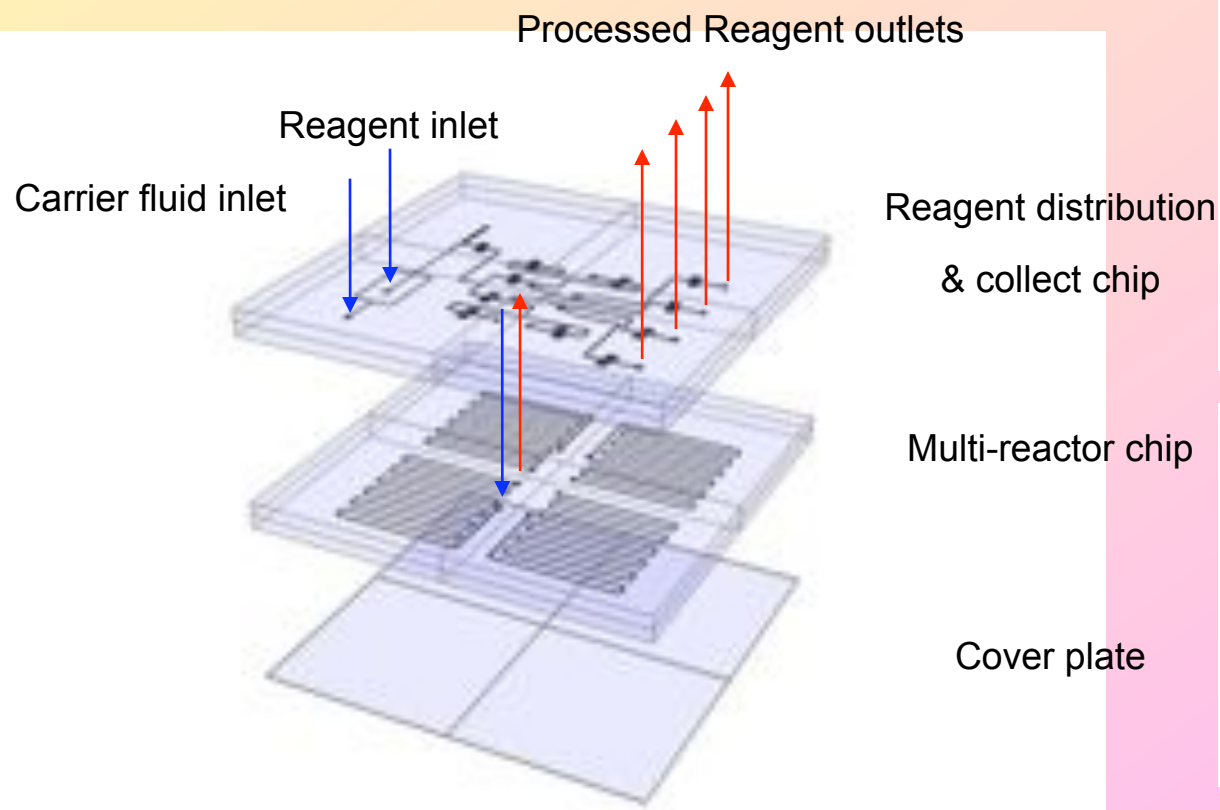 Processed Reagent outlets
Reagent inlet
Carrier fluid inlet
Reagent distribution
& collect chip
Multi-reactor chip
Cover plate